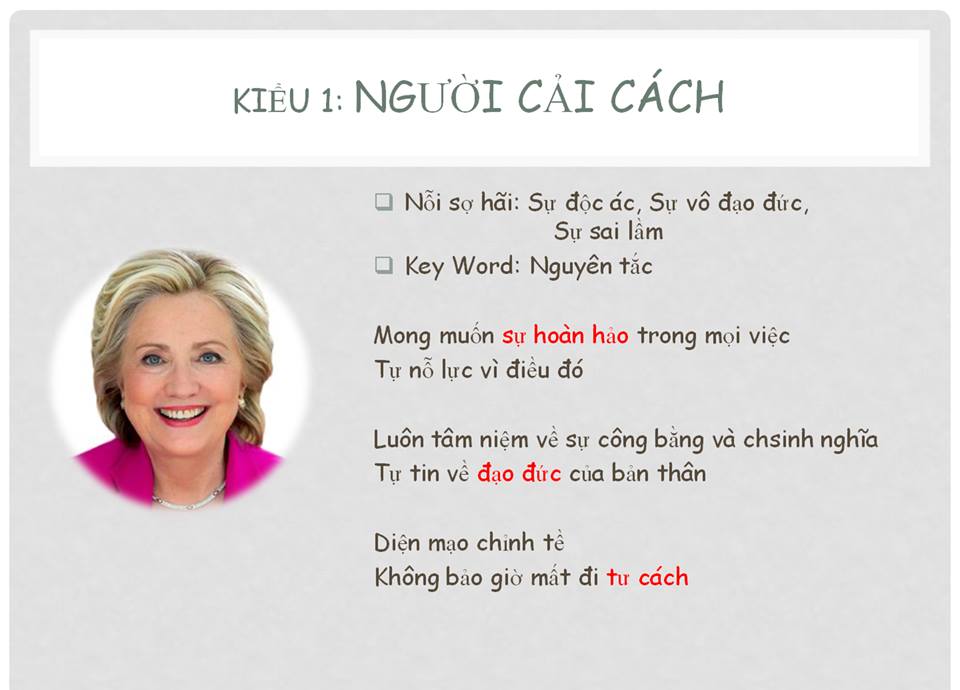 KIỀU 1: NGƯỜI CẢI CÁCH
Nỗi sợ hãi: Sự độc ác, Sự vô đạo đức,
Sự sai lầm
Key Word: Nguyên tắc
Mong muốn sự hoàn hảo trong mọi việc
Tự nỗ lực vì điều đó
Luôn tâm niệm về sự công bằng và chsinh nghĩa
Tự tin về đạo đức của bản thân
Diện mạo chỉnh tề
Không bảo giờ mất đi tư cách